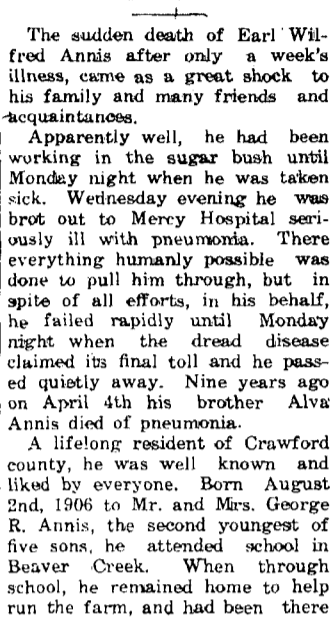 The sudden death of Earl Wil-
fred Annis after only a week's
illness, came as a great shock to
his family and many friends and
acquaintances.
Apparently well, he had been
working in the sugar bush until
Monday night when he was taken
sick. Wednesday evening he was
brot out to Mercy Hospital seri-
ously ill with pneumonia. There
everything humanly possible was
done to pull him through, but in
spite of all efforts, in his behalf,
he failed rapidly until Monday
night when the dread disease
claimed its final toll and he pass-
ed quietly away. Nine years ago
on April 4th his brother Alva
Annis died of pneumonia.
A lifelong resident of Crawford
county, he was well known and
liked by everyone. Born August
2nd, 1906 to Mr. and Mrs. George
R. Annis, the second youngest of
five sons, he attended school in
Beaver Creek. When through
school, he remained home to help
run the farm, and had been there